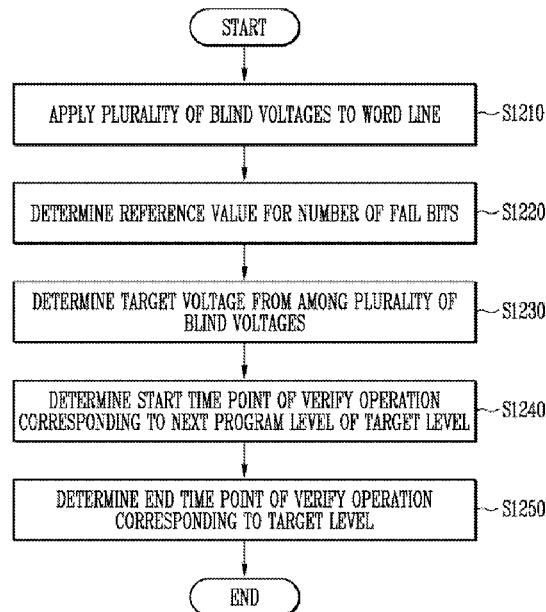 START
APPLY PLURALITY OF BLIND VOLTAGES TO WORD LINE
S1210
DETERMINE REFERENCE VALUE FOR NUMBER OF FAIL BITS
S1220
DETERMINE TARGET VOLTAGE FROM AMONG PLURALITY OF
BLIND VOLTAGES
S1230
DETERMINE START TIME POINT OF VERIFY OPERATION
CORRESPONDING TO NEXT PROGRAM LEVEL OF TARGET LEVEL
S1240
DETERMINE END TIME POINT OF VERIFY OPERATION
CORRESPONDING TO TARGET LEVEL
S1250
END